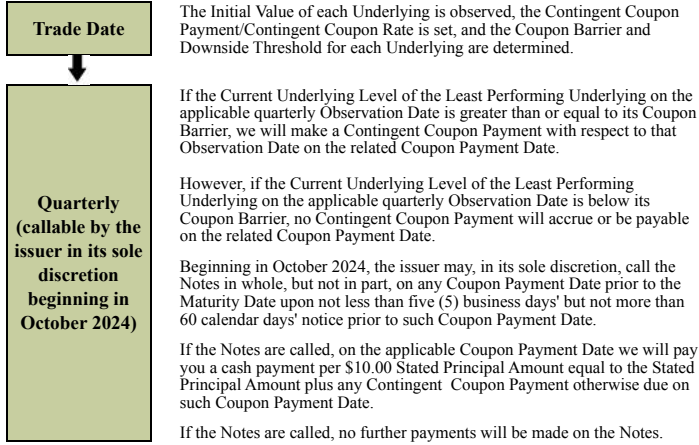 Trade Date
The Initial Value of each Underlying is observed, the Contingent Coupon
Payment/Contingent Coupon Rate is set, and the Coupon Barrier and
Downside Threshold for each Underlying are determined.
Quarterly
(callable by the
issuer in its sole
discretion
beginning in
October 2024)
If the Current Underlying Level of the Least Performing Underlying on the
applicable quarterly Observation Date is greater than or equal to its Coupon
Barrier, we will make a Contingent Coupon Payment with respect to that
Observation Date on the related Coupon Payment Date.
However, if the Current Underlying Level of the Least Performing
Underlying on the applicable quarterly Observation Date is below its
Coupon Barrier, no Contingent Coupon Payment will accrue or be payable
on the related Coupon Payment Date.
Beginning in October 2024, the issuer may, in its sole discretion, call the
Notes in whole, but not in part, on any Coupon Payment Date prior to the
Maturity Date upon not less than five (5) business days' but not more than
60 calendar days' notice prior to such Coupon Payment Date.
If the Notes are called, on the applicable Coupon Payment Date we will pay
you a cash payment per $10.00 Stated Principal Amount equal to the Stated
Principal Amount plus any Contingent Coupon Payment otherwise due on
such Coupon Payment Date.
If the Notes are called, no further payments will be made on the Notes.